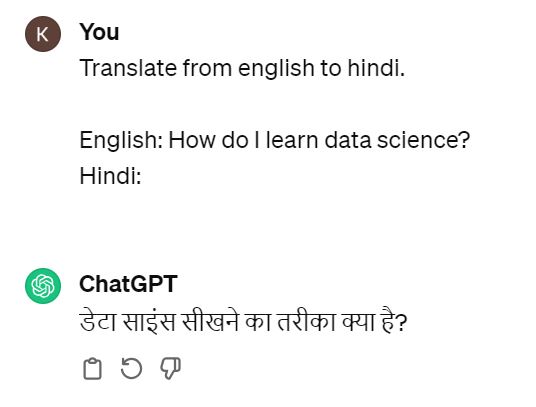 K
You
Translate from english to hindi.
English: How do I learn data science?
Hindi:
ChatGPT
डेटा साइंस सीखने का तरीका क्या है?